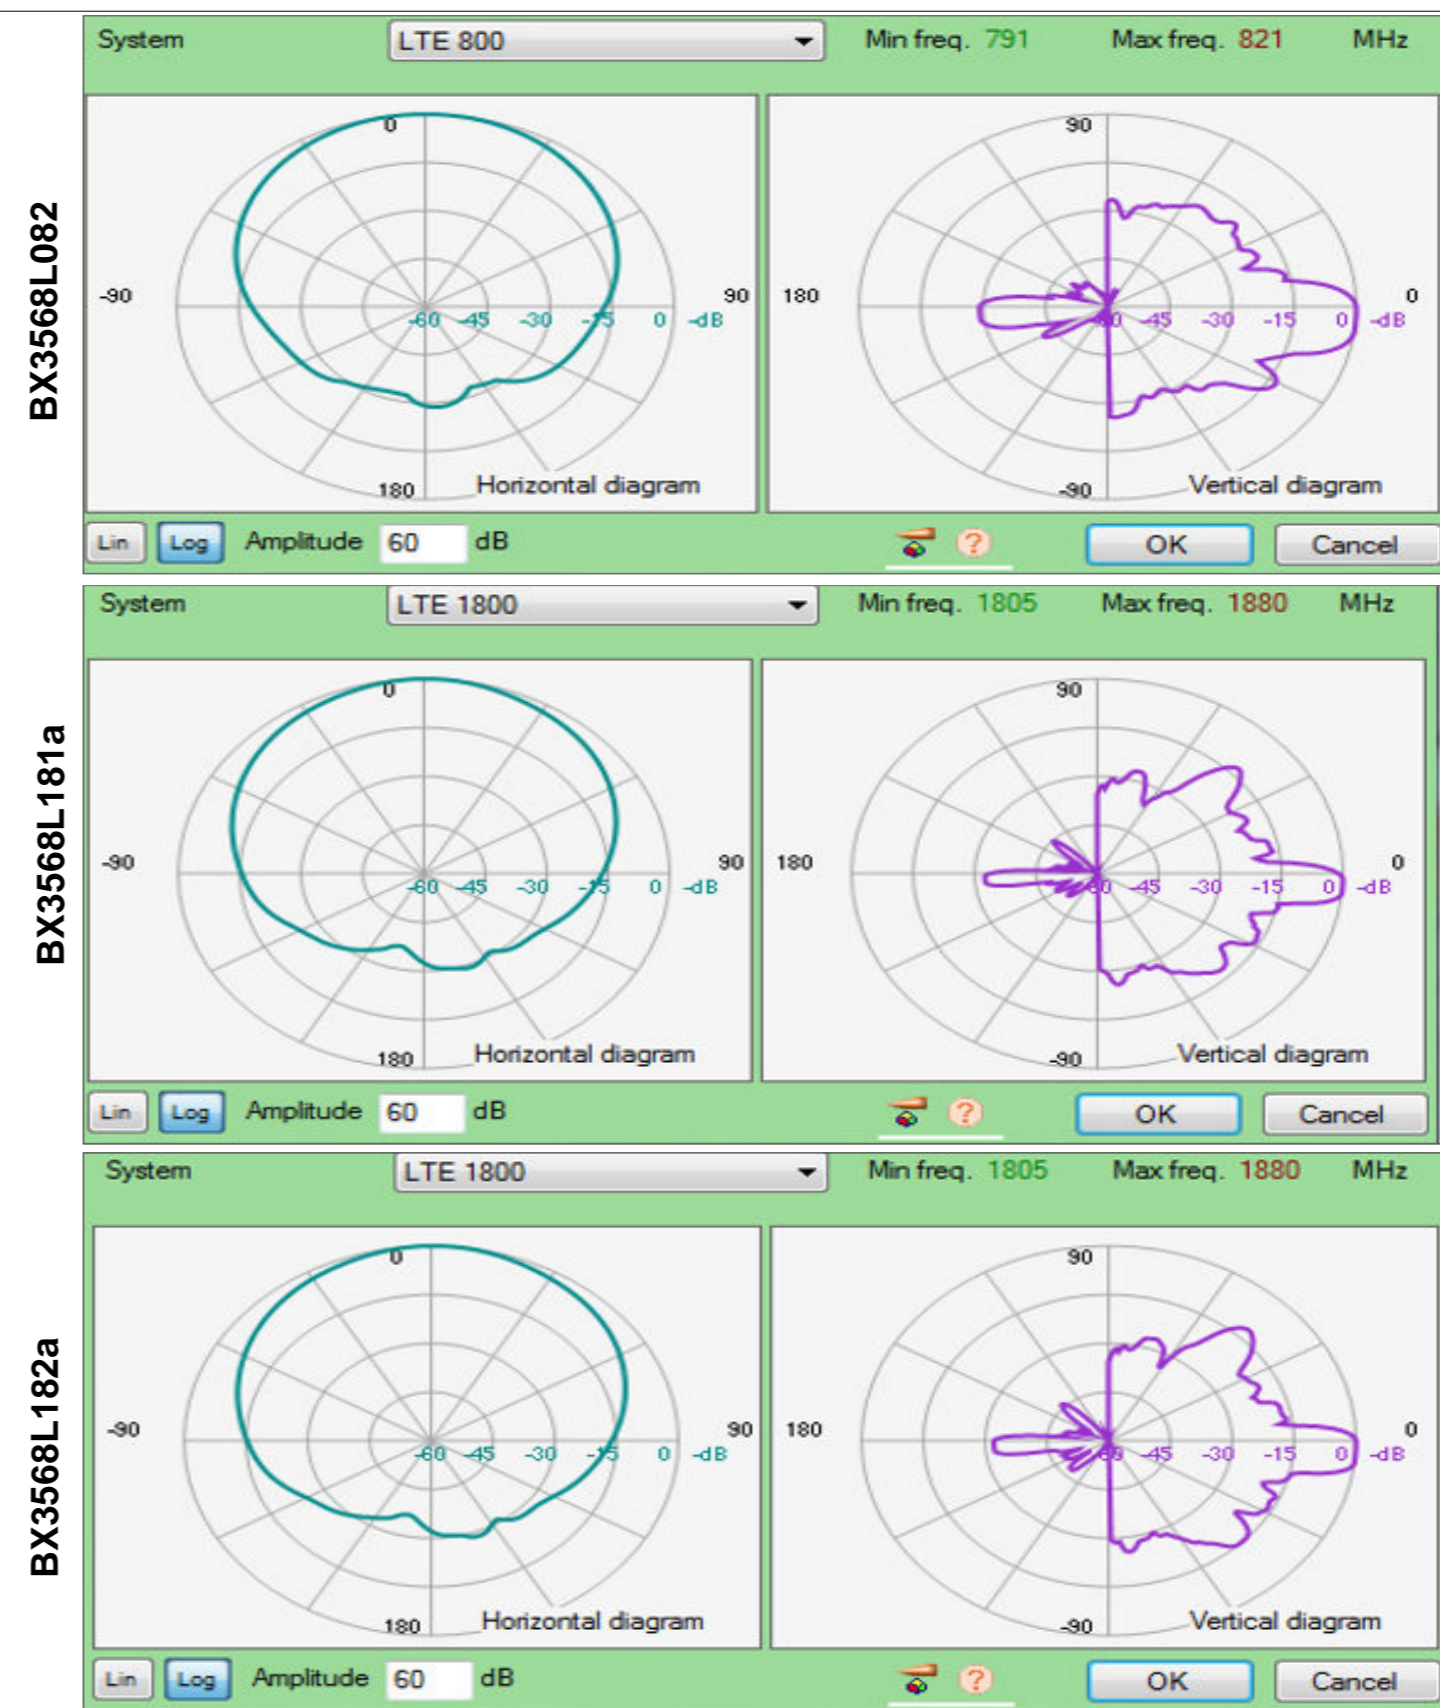 BX3568L082
System LTE 800 Min freq. 791 Max freq. 821 MHz
0 90
-90 90 180 0
-60 -45 -30 -15 0 -dB -60 -45 -30 -15 0 -dB
180 Horizontal diagram -90 Vertical diagram
Lin Log Amplitude 60 dB ? OK Cancel
BX3568L181a
System LTE 1800 Min freq. 1805 Max freq. 1880 MHz
0 90
-90 90 180 0
-60 -45 -30 -15 0 -dB -60 -45 -30 -15 0 -dB
180 Horizontal diagram -90 Vertical diagram
Lin Log Amplitude 60 dB ? OK Cancel
BX3568L182a
System LTE 1800 Min freq. 1805 Max freq. 1880 MHz
0 90
-90 90 180 0
-60 -45 -30 -15 0 -dB -60 -45 -30 -15 0 -dB
180 Horizontal diagram -90 Vertical diagram
Lin Log Amplitude 60 dB ? OK Cancel